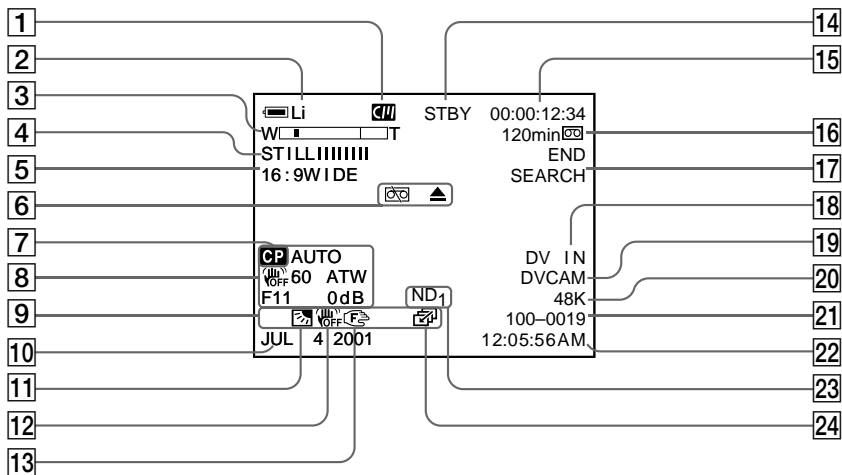 1
2
3
4
5
6
7
8
9
10
11
12
13
14
15
16
17
18
19
20
21
22
23
24
Li
STBY
00:00:12:34
W
T
120min
STILL
END
16:9WIDE
SEARCH
CP AUTO
DV IN
OFF 60 ATW
DVCAM
F11 0dB
ND1
48K
OFF F
100–0019
JUL 4 2001
12:05:56AM